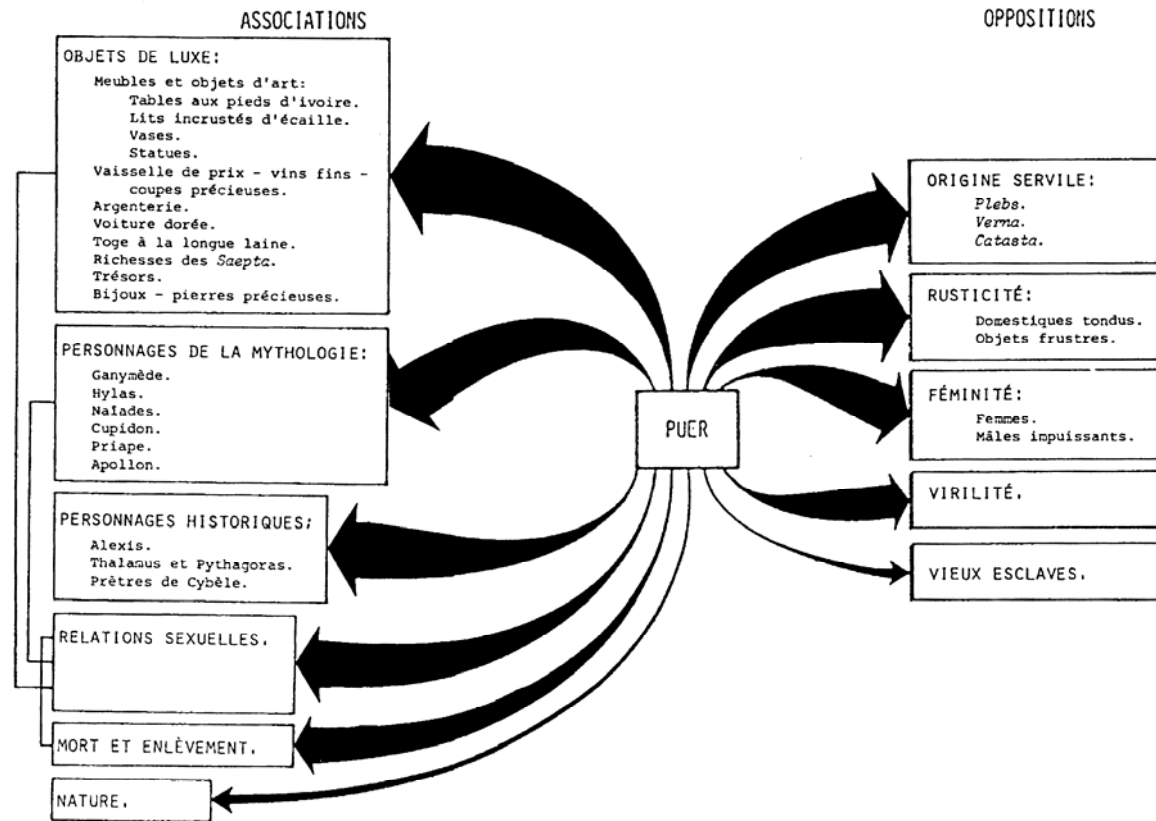 ASSOCIATIONS
OBJETS DE LUXE:
Meubles et objets d'art:
Tables aux pieds d'ivoire.
Lits incrustés d'écaille.
Vases.
Statues.
Vaisselle de prix - vins fins -
coupes précieuses.
Argenterie.
Voiture dorée.
Toge à la longue laine.
Richesses des Saepta.
Trésors.
Bijoux - pierres précieuses.
PERSONNAGES DE LA MYTHOLOGIE:
Ganymède.
Hylas.
Naïades.
Cupidon.
Priape.
Apollon.
PERSONNAGES HISTORIQUES;
Alexis.
Thalamus et Pythagoras.
Prêtres de Cybèle.
RELATIONS SEXUELLES.
MORT ET ENLÈVEMENT.
NATURE.
PUER
OPPOSITIONS
ORIGINE SERVILE:
Plebs.
Verna.
Catasta.
RUSTICITÉ:
Domestiques tondus.
Objets frustres.
FÉMINITÉ:
Femmes.
Mâles impuissants.
VIRILITÉ.
VIEUX ESCLAVES.